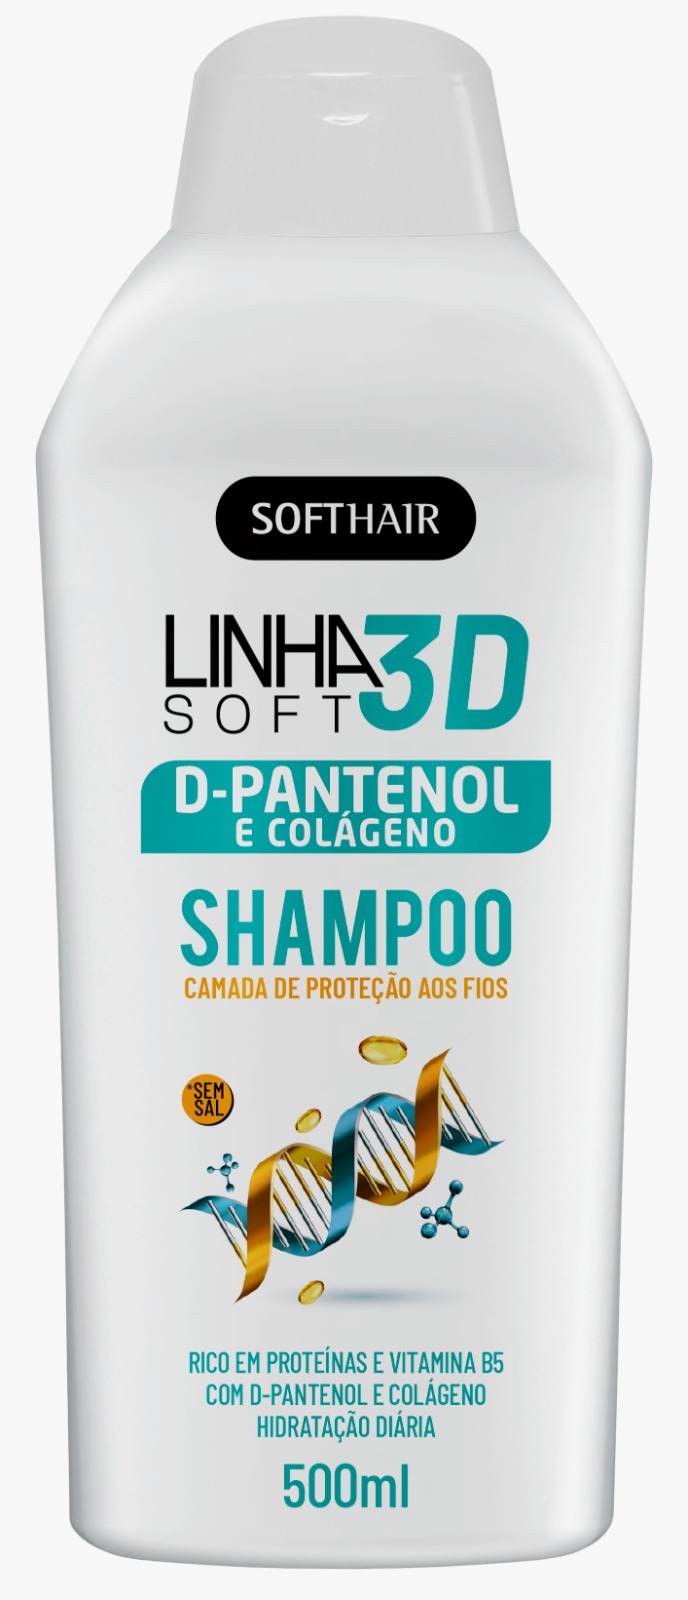 SOFTHAIR
LINHA
SOFT
3D
D-PANTENOL
E COLÁGENO
SHAMPOO
CAMADA DE PROTEÇÃO AOS FIOS
*SEM
SAL
RICO EM PROTEÍNAS E VITAMINA B5
COM D-PANTENOL E COLÁGENO
HIDRATAÇÃO DIÁRIA
500ml